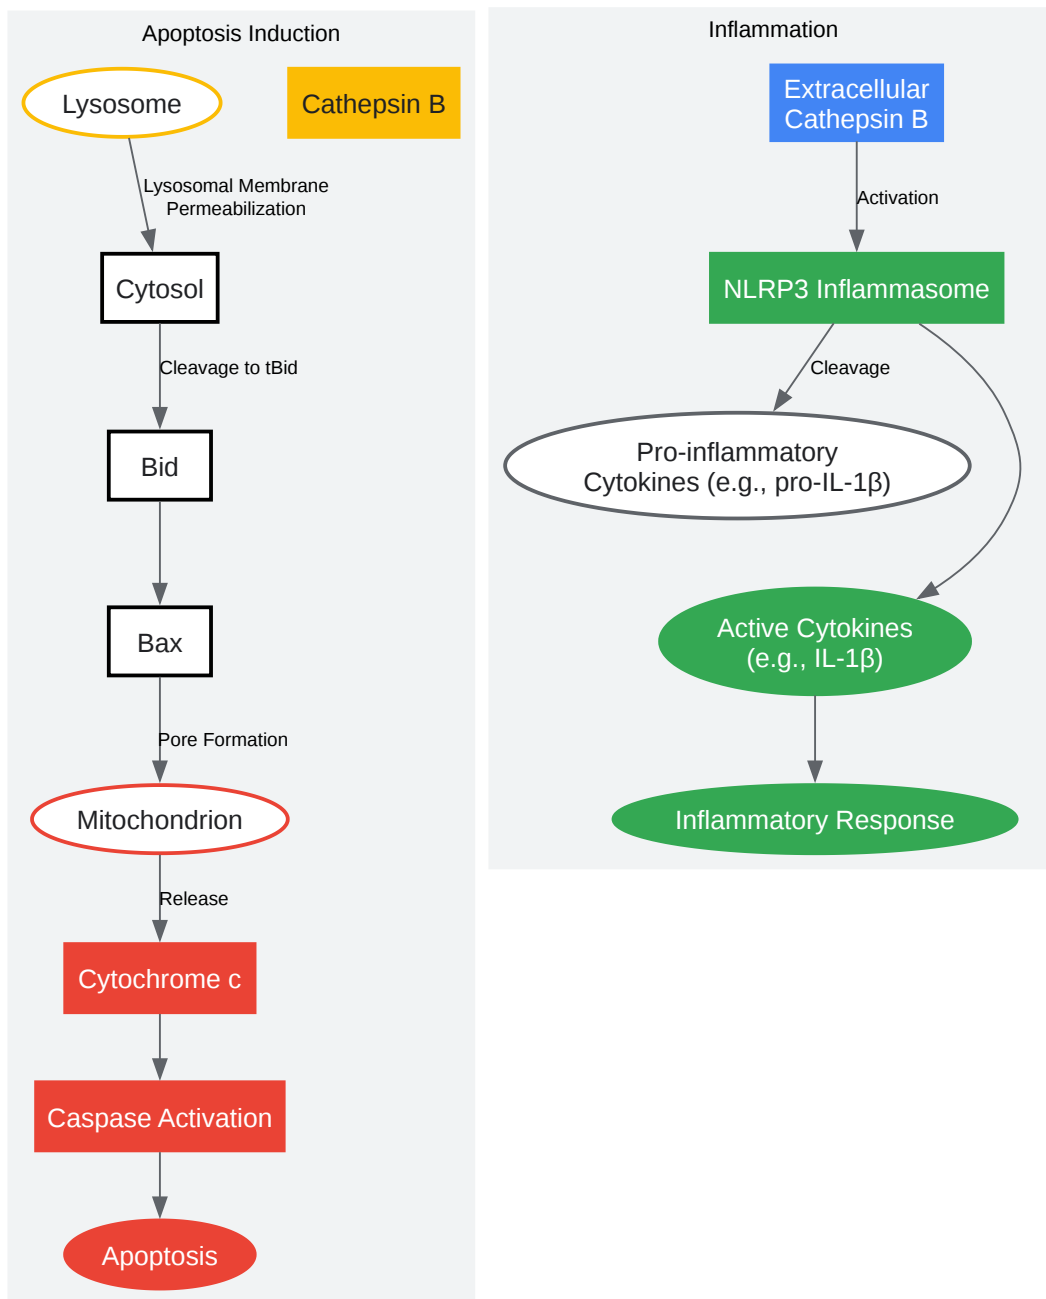 Apoptosis Induction
Lysosome
Cathepsin B
Lysosomal Membrane
Permeabilization
Cytosol
Cleavage to tBid
Bid
Bax
Pore Formation
Mitochondrion
Release
Cytochrome c
Caspase Activation
Apoptosis
Inflammation
Extracellular
Cathepsin B
Activation
NLRP3 Inflammasome
Cleavage
Pro-inflammatory
Cytokines (e.g., pro-IL-1β)
Active Cytokines
(e.g., IL-1β)
Inflammatory Response